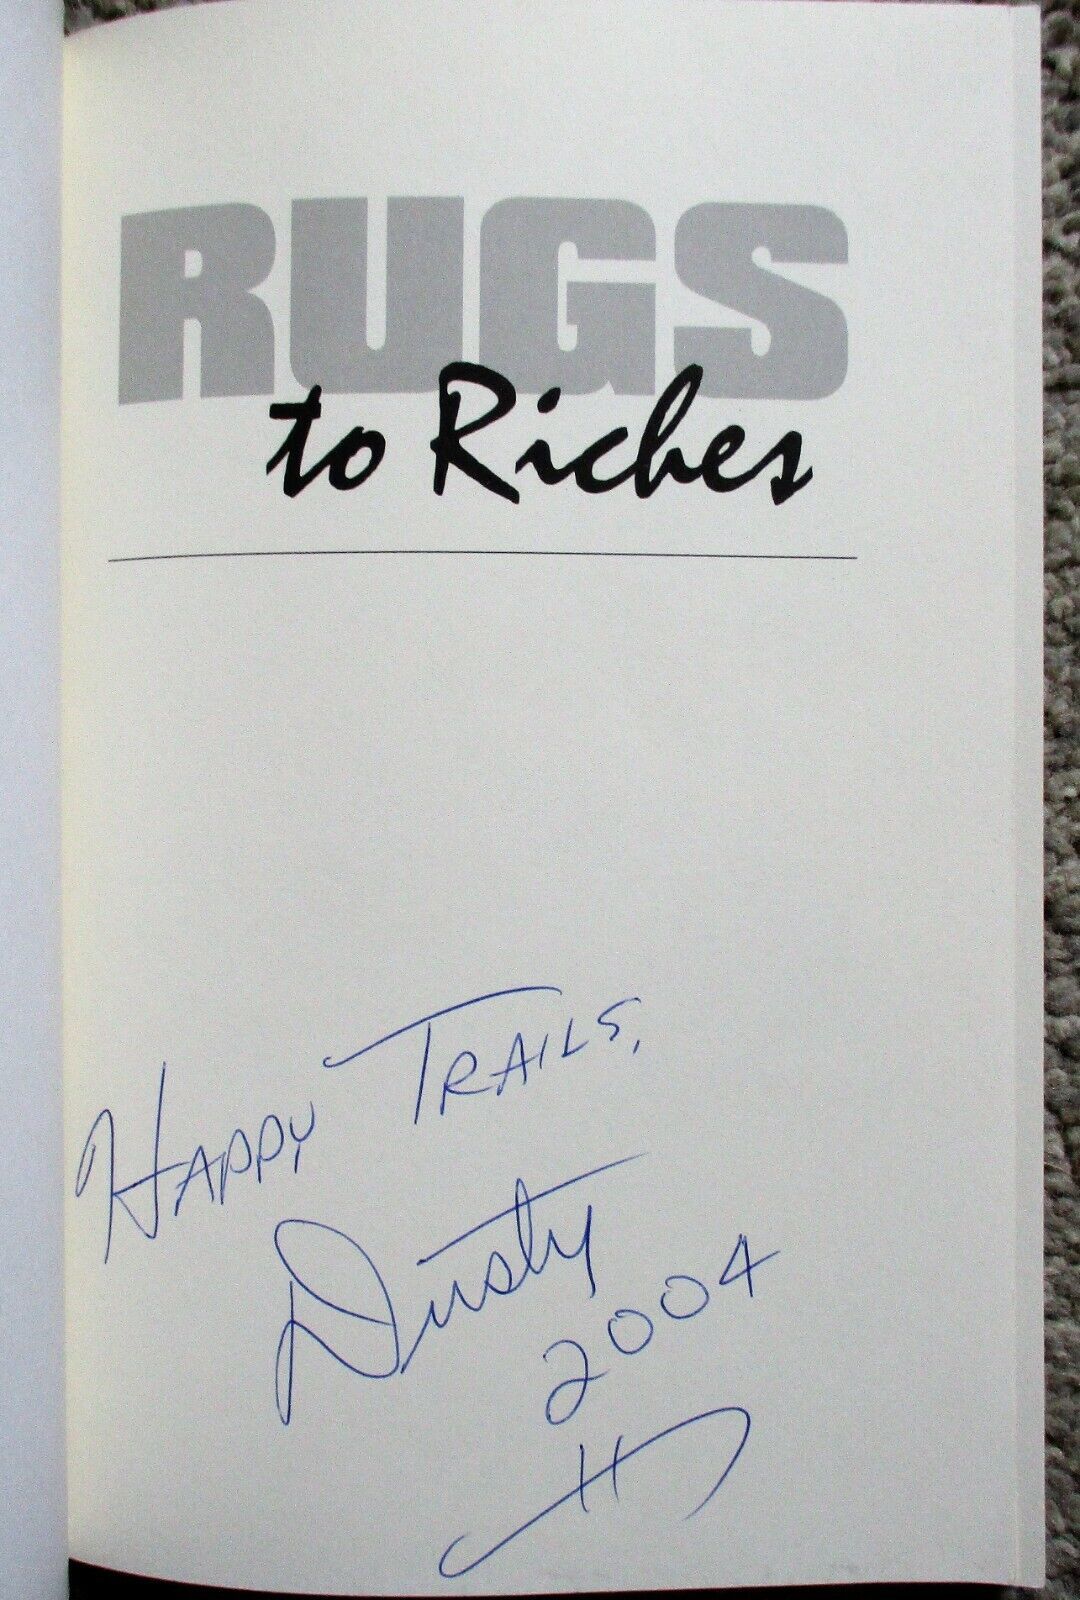 RUGS
to Riches
HAPPY TRAILS,
Dusty
2004
H